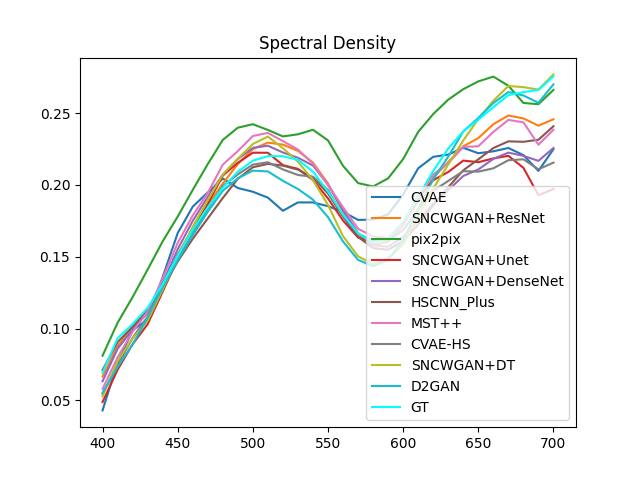 Spectral Density
0.25
0.20
0.15
0.10
0.05
400 450 500 550 600 650 700
CVAE
SNCWGAN+ResNet
pix2pix
SNCWGAN+Unet
SNCWGAN+DenseNet
HSCNN_Plus
MST++
CVAE-HS
SNCWGAN+DT
D2GAN
GT